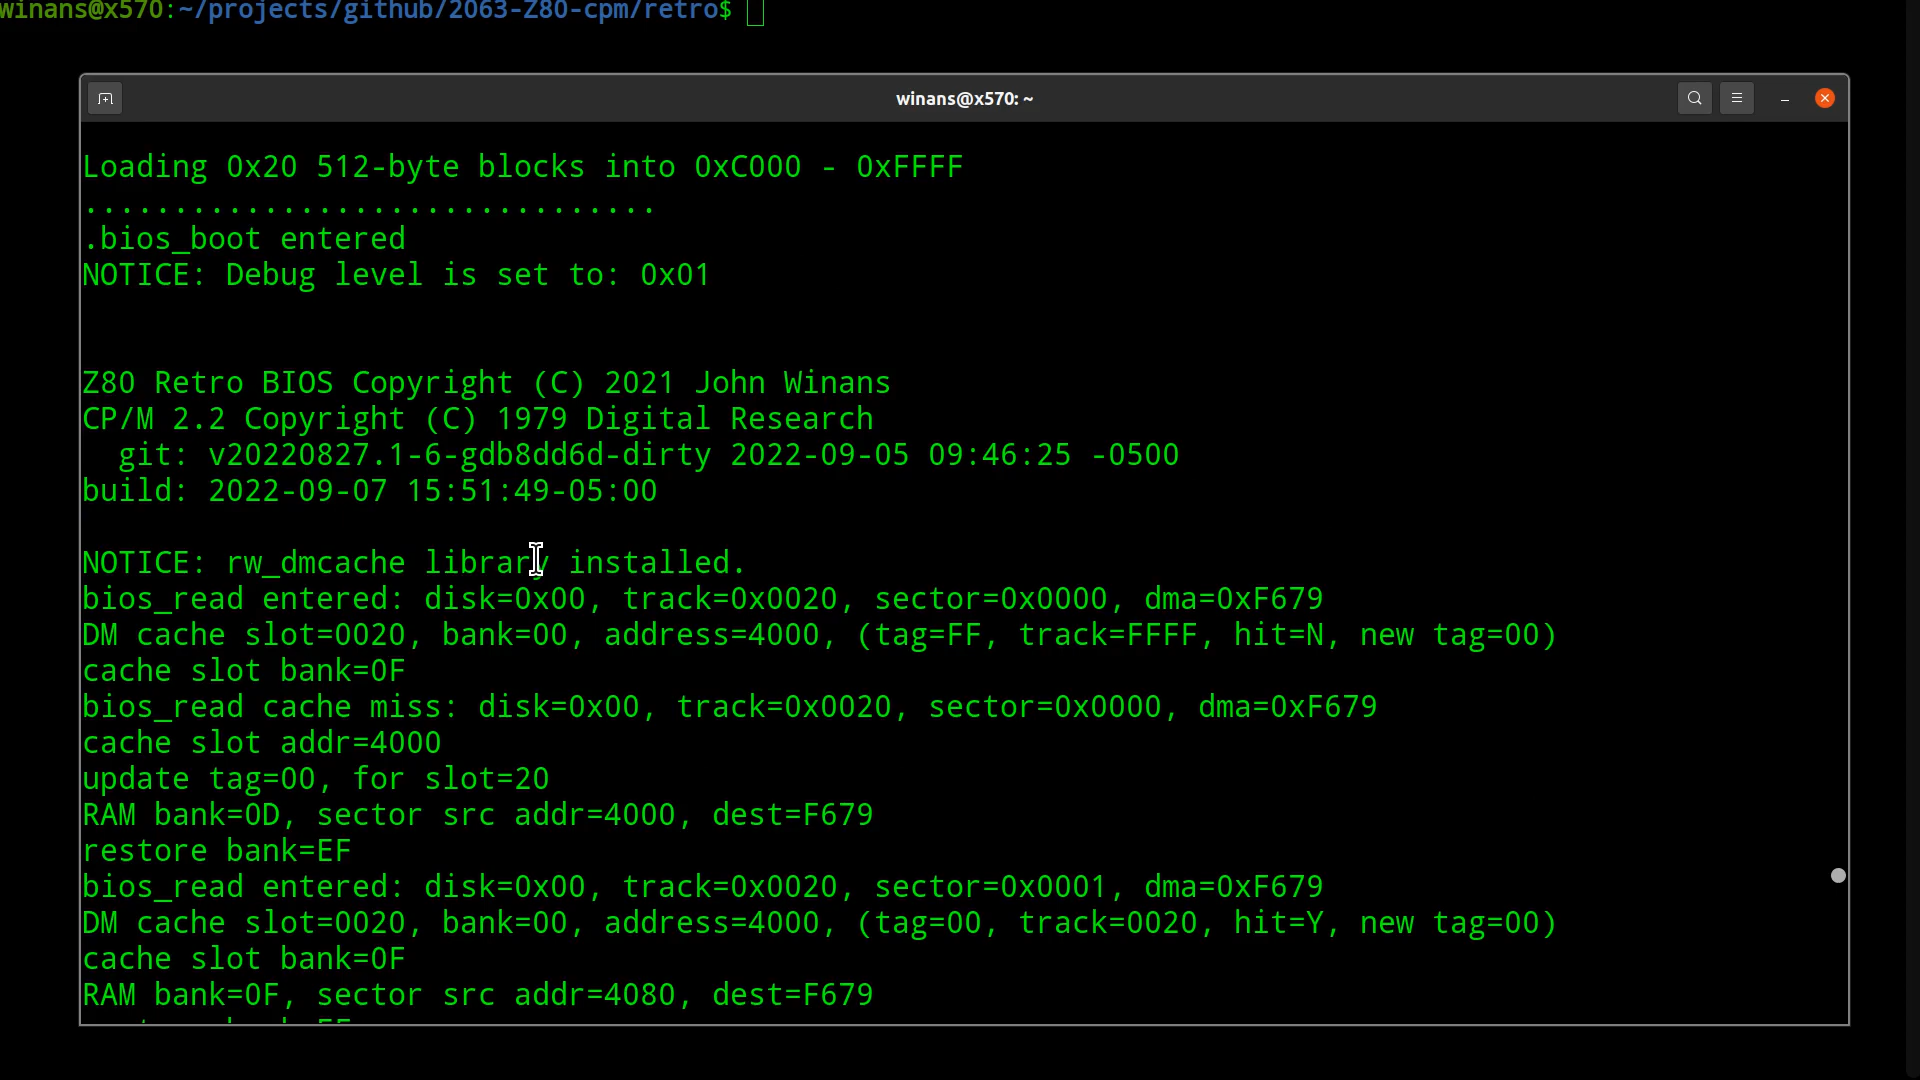 winans@x570:~/projects/github/2063-Z80-cpm/retro$
winans@x570: ~
Loading 0x20 512-byte blocks into 0xC000 - 0xFFFF
................................
.bios_boot entered
NOTICE: Debug level is set to: 0x01
Z80 Retro BIOS Copyright (C) 2021 John Winans
CP/M 2.2 Copyright (C) 1979 Digital Research
  git: v20220827.1-6-gdb8dd6d-dirty 2022-09-05 09:46:25 -0500
build: 2022-09-07 15:51:49-05:00
NOTICE: rw_dmcache library installed.
bios_read entered: disk=0x00, track=0x0020, sector=0x0000, dma=0xF679
DM cache slot=0020, bank=00, address=4000, (tag=FF, track=FFFF, hit=N, new tag=00)
cache slot bank=0F
bios_read cache miss: disk=0x00, track=0x0020, sector=0x0000, dma=0xF679
cache slot addr=4000
update tag=00, for slot=20
RAM bank=0D, sector src addr=4000, dest=F679
restore bank=EF
bios_read entered: disk=0x00, track=0x0020, sector=0x0001, dma=0xF679
DM cache slot=0020, bank=00, address=4000, (tag=00, track=0020, hit=Y, new tag=00)
cache slot bank=0F
RAM bank=0F, sector src addr=4080, dest=F679